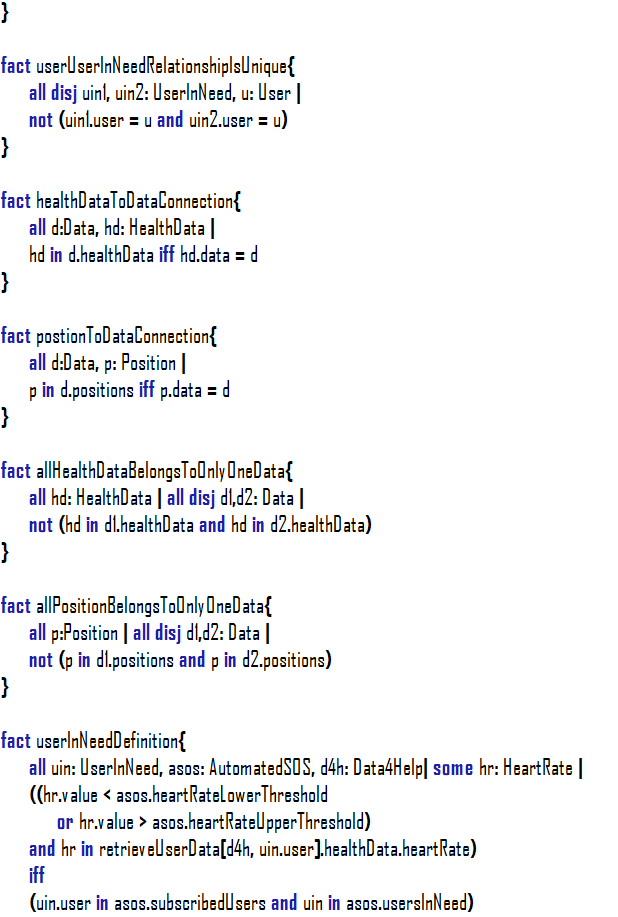 }
fact userUserInNeedRelationshipIsUnique{
all disj uin1, uin2: UserInNeed, u: User |
not (uin1.user = u and uin2.user = u)
}
fact healthDataToDataConnection{
all d:Data, hd: HealthData |
hd in d.healthData iff hd.data = d
}
fact postionToDataConnection{
all d:Data, p: Position |
p in d.positions iff p.data = d
}
fact allHealthDataBelongsToOnlyOneData{
all hd: HealthData | all disj d1,d2: Data |
not (hd in d1.healthData and hd in d2.healthData)
}
fact allPositionBelongsToOnlyOneData{
all p:Position | all disj d1,d2: Data |
not (p in d1.positions and p in d2.positions)
}
fact userInNeedDefinition{
all uin: UserInNeed, asos: AutomatedSOS, d4h: Data4Help| some hr: HeartRate |
((hr.value < asos.heartRateLowerThreshold
or hr.value > asos.heartRateUpperThreshold)
and hr in retrieveUserData[d4h, uin.user].healthData.heartRate)
iff
(uin.user in asos.subscribedUsers and uin in asos.usersInNeed)